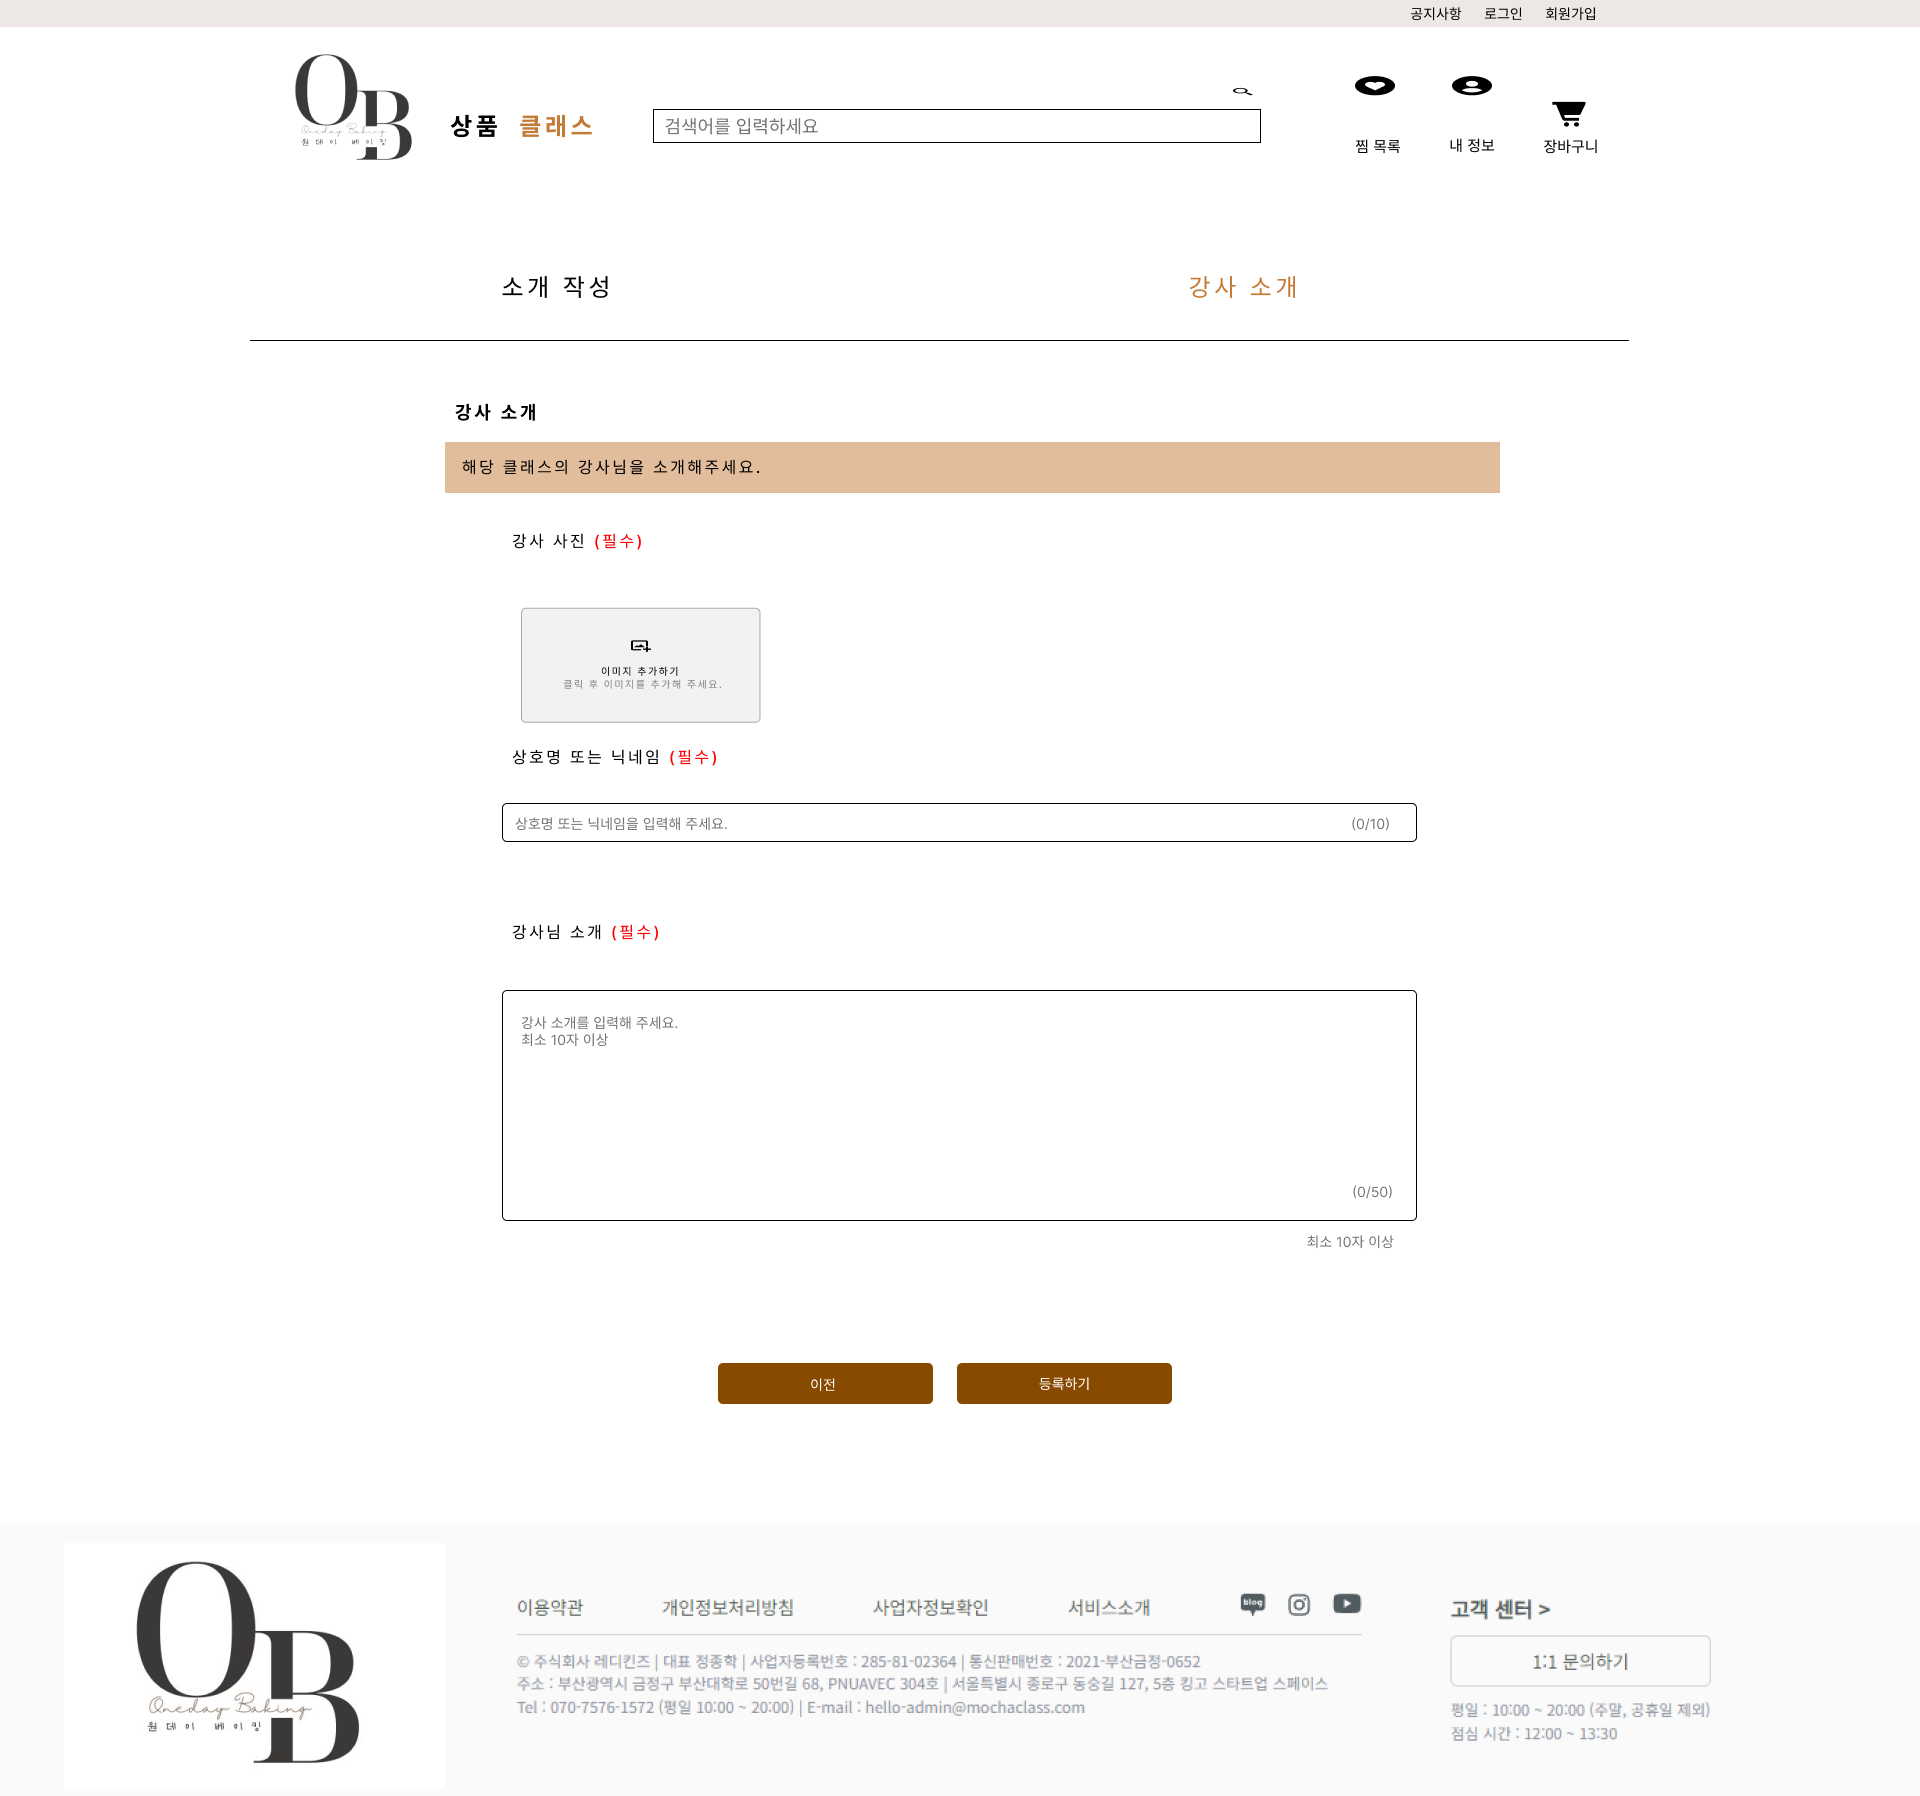 공지사항 로그인 회원가입
OB
Oneday Baking
원데이 베이킹
상품 클래스
검색어를 입력하세요
찜 목록 내 정보 장바구니
소개 작성 강사 소개
강사 소개
해당 클래스의 강사님을 소개해주세요.
강사 사진 (필수)
이미지 추가하기
클릭 후 이미지를 추가해 주세요.
상호명 또는 닉네임 (필수)
상호명 또는 닉네임을 입력해 주세요. (0/10)
강사님 소개 (필수)
강사 소개를 입력해 주세요.
최소 10자 이상
(0/50)
최소 10자 이상
이전 등록하기
OB
Oneday Baking
원데이 베이킹
이용약관 개인정보처리방침 사업자정보확인 서비스소개 blog
© 주식회사 레디킨즈 | 대표 정종학 | 사업자등록번호 : 285-81-02364 | 통신판매번호 : 2021-부산금정-0652
주소 : 부산광역시 금정구 부산대학로 50번길 68, PNUAVEC 304호 | 서울특별시 종로구 동숭길 127, 5층 킹고 스타트업 스페이스
Tel : 070-7576-1572 (평일 10:00 ~ 20:00) | E-mail : hello-admin@mochaclass.com
고객 센터 >
1:1 문의하기
평일 : 10:00 ~ 20:00 (주말, 공휴일 제외)
점심 시간 : 12:00 ~ 13:30